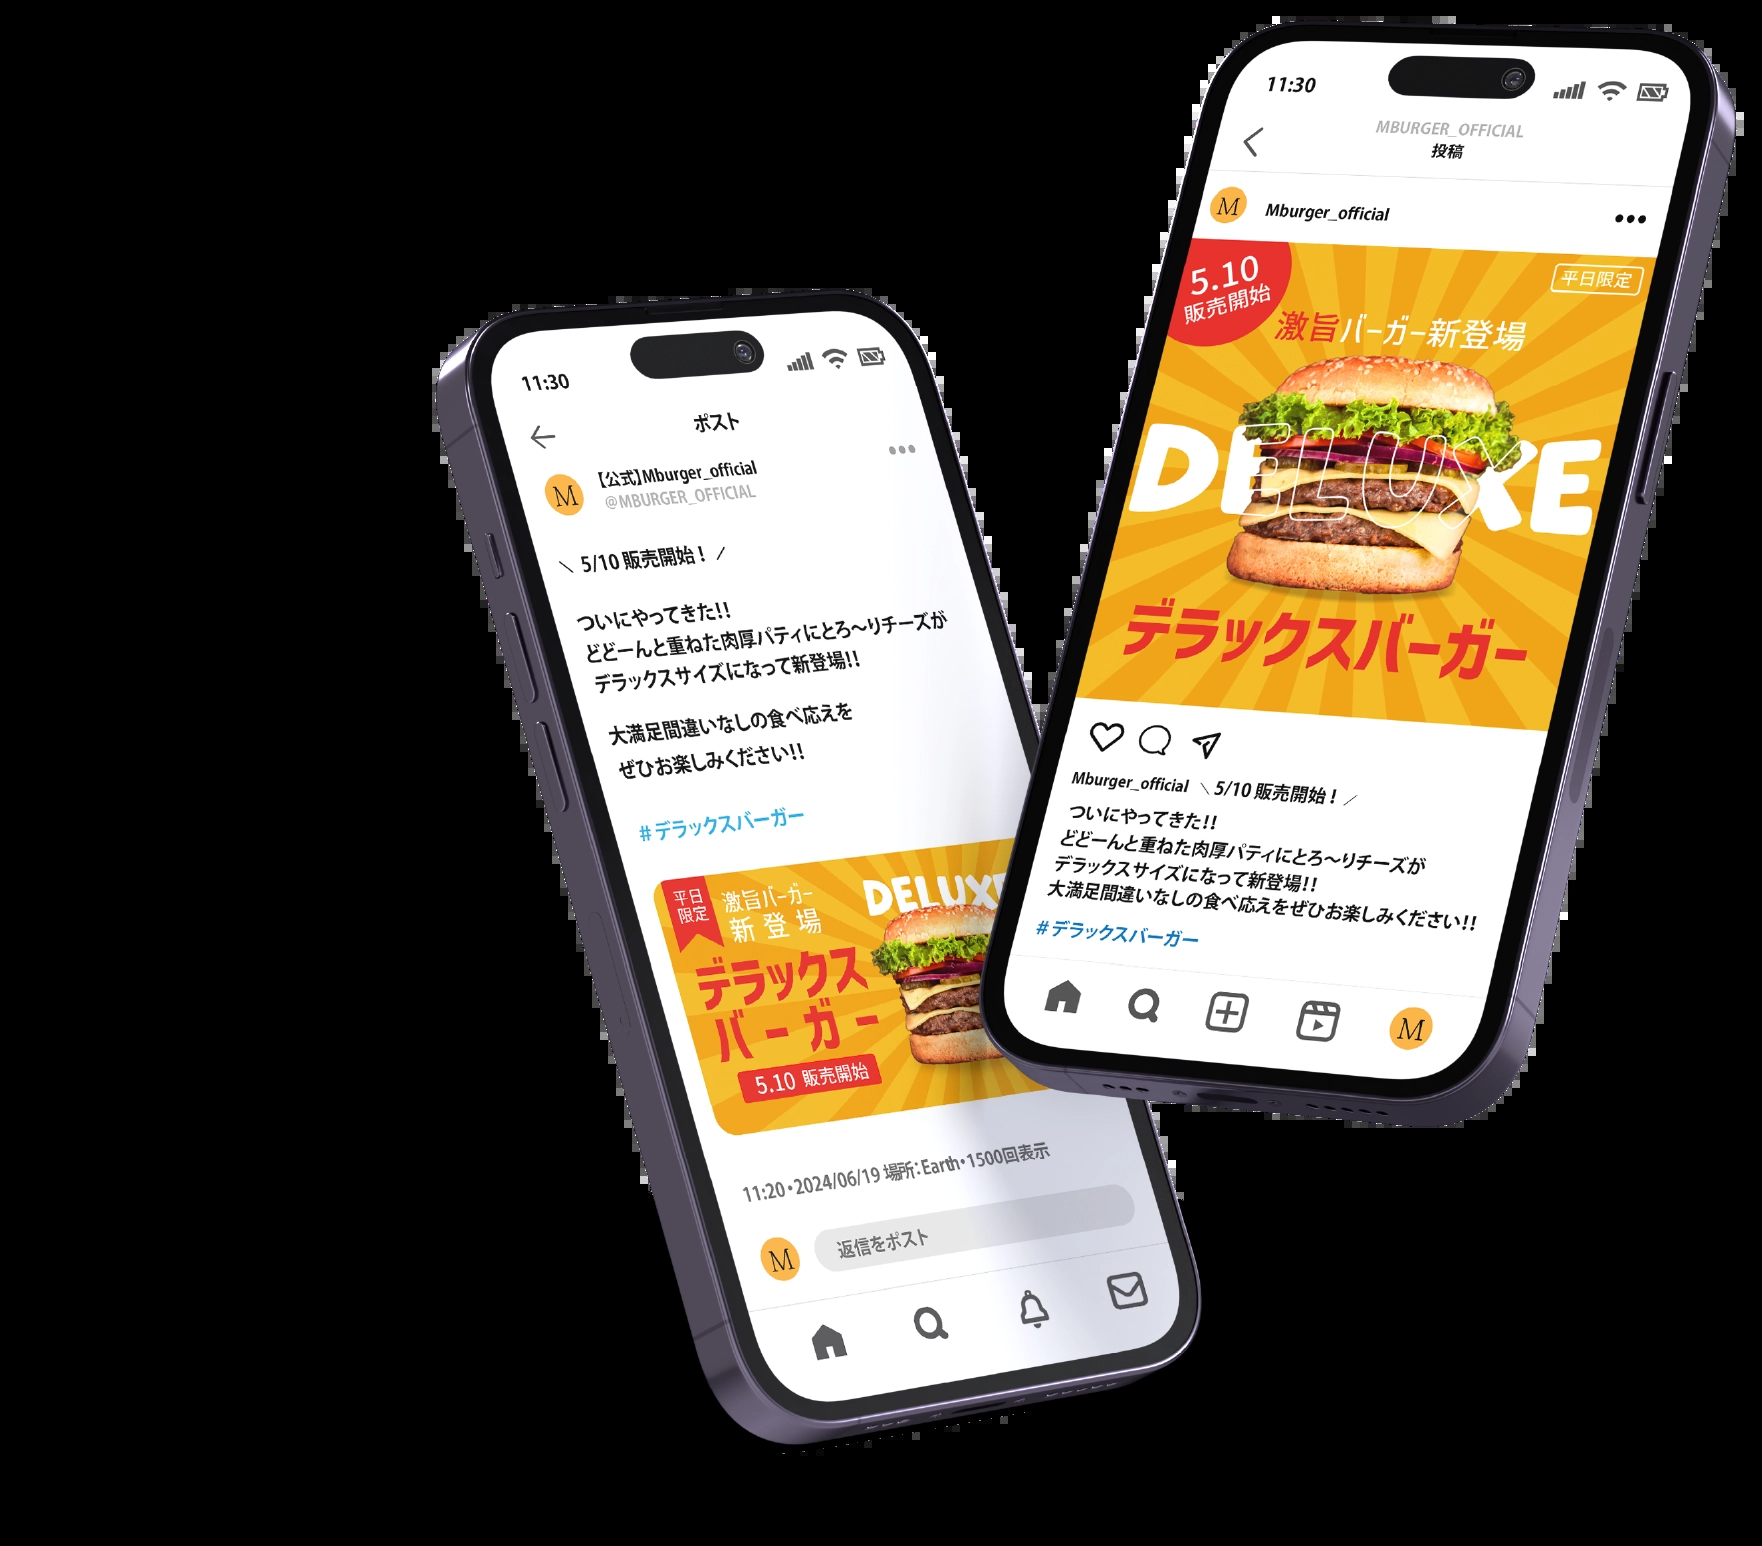 11:30
ポスト
M
【公式】Mburger_official
@MBURGER_OFFICIAL
＼ 5/10 販売開始！ ／
ついにやってきた!!
どどーんと重ねた肉厚パティにとろ～りチーズが
デラックスサイズになって新登場!!
大満足間違いなしの食べ応えを
ぜひお楽しみください!!
#デラックスバーガー
平日
限定
激旨バーガー
新登場
DELUXE
デラックス
バーガー
5.10 販売開始
11:20・2024/06/19 場所：Earth・1500回表示
M
返信をポスト
11:30
MBURGER_OFFICIAL
投稿
M
Mburger_official
5.10
販売開始
平日限定
激旨バーガー新登場
DELUXE
デラックスバーガー
Mburger_official ＼ 5/10 販売開始！ ／
ついにやってきた!!
どどーんと重ねた肉厚パティにとろ～りチーズが
デラックスサイズになって新登場!!
大満足間違いなしの食べ応えをぜひお楽しみください!!
#デラックスバーガー
M